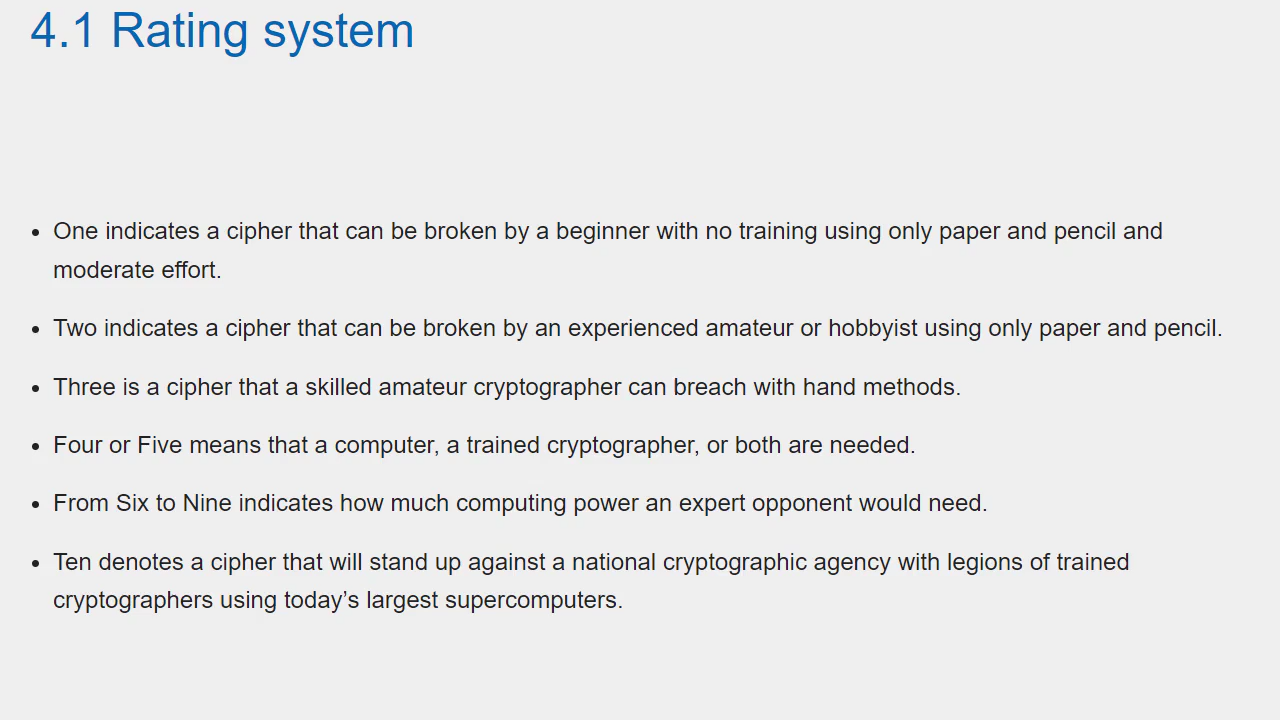 4.1 Rating system
• One indicates a cipher that can be broken by a beginner with no training using only paper and pencil and
moderate effort.
• Two indicates a cipher that can be broken by an experienced amateur or hobbyist using only paper and pencil.
• Three is a cipher that a skilled amateur cryptographer can breach with hand methods.
• Four or Five means that a computer, a trained cryptographer, or both are needed.
• From Six to Nine indicates how much computing power an expert opponent would need.
• Ten denotes a cipher that will stand up against a national cryptographic agency with legions of trained
cryptographers using today’s largest supercomputers.